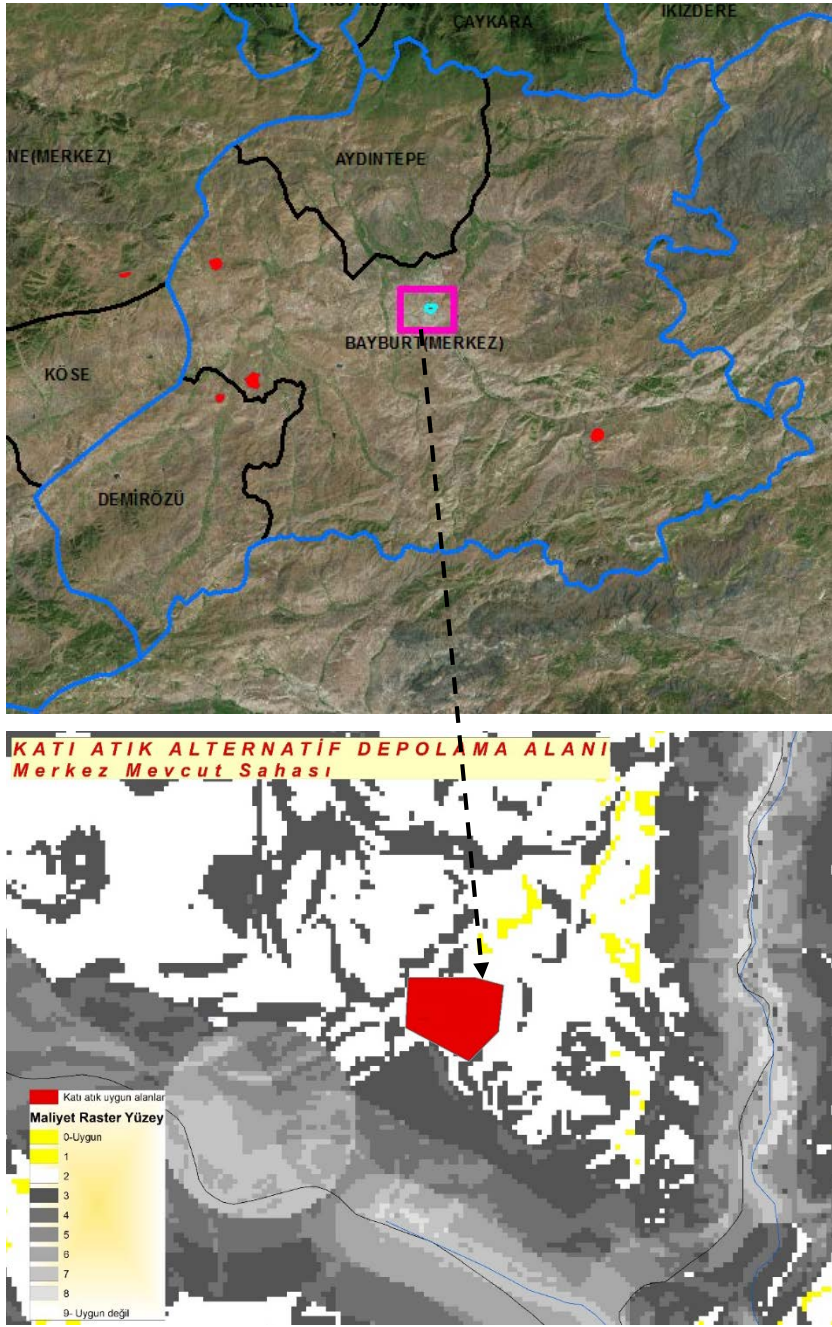 ÇAYKARA
İKİZDERE
NE(MERKEZ)
AYDINTEPE
BAYBURT(MERKEZ)
KÖSE
DEMİRÖZÜ
KATI ATIK ALTERNATİF DEPOLAMA ALANI
Merkez Mevcut Sahası
Katı atık uygun alanlar
Maliyet Raster Yüzey
0-Uygun
1
2
3
4
5
6
7
8
9- Uygun değil